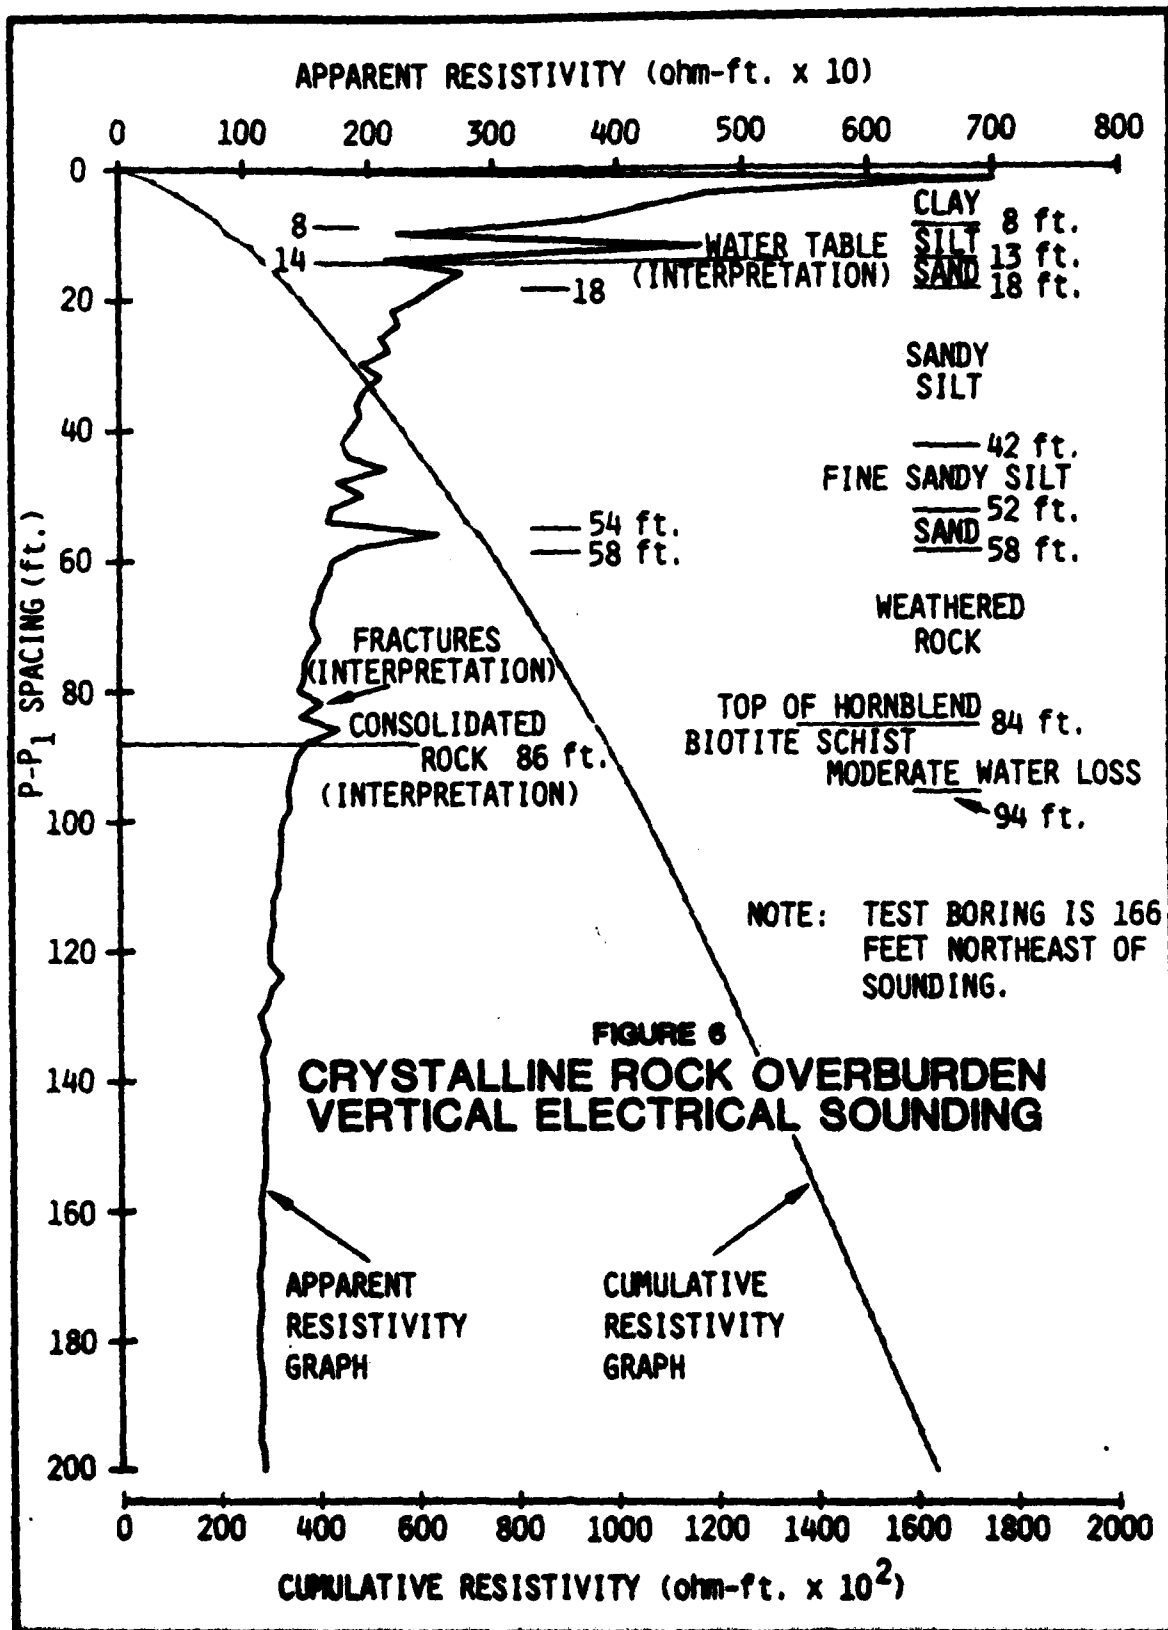 APPARENT RESISTIVITY (ohm-ft. x 10)
0 100 200 300 400 500 600 700 800
0
20
40
60
80
100
120
140
160
180
200
P-P1 SPACING (ft.)
8
14
18
WATER TABLE
(INTERPRETATION)
CLAY
8 ft.
SILT
13 ft.
SAND
18 ft.
SANDY
SILT
42 ft.
FINE SANDY SILT
52 ft.
SAND
58 ft.
54 ft.
58 ft.
WEATHERED
ROCK
FRACTURES
(INTERPRETATION)
CONSOLIDATED
ROCK 86 ft.
(INTERPRETATION)
TOP OF HORNBLEND
84 ft.
BIOTITE SCHIST
MODERATE WATER LOSS
94 ft.
NOTE: TEST BORING IS 166
FEET NORTHEAST OF
SOUNDING.
FIGURE 6
CRYSTALLINE ROCK OVERBURDEN
VERTICAL ELECTRICAL SOUNDING
APPARENT
RESISTIVITY
GRAPH
CUMULATIVE
RESISTIVITY
GRAPH
0 200 400 600 800 1000 1200 1400 1600 1800 2000
CUMULATIVE RESISTIVITY (ohm-ft. x 10²)